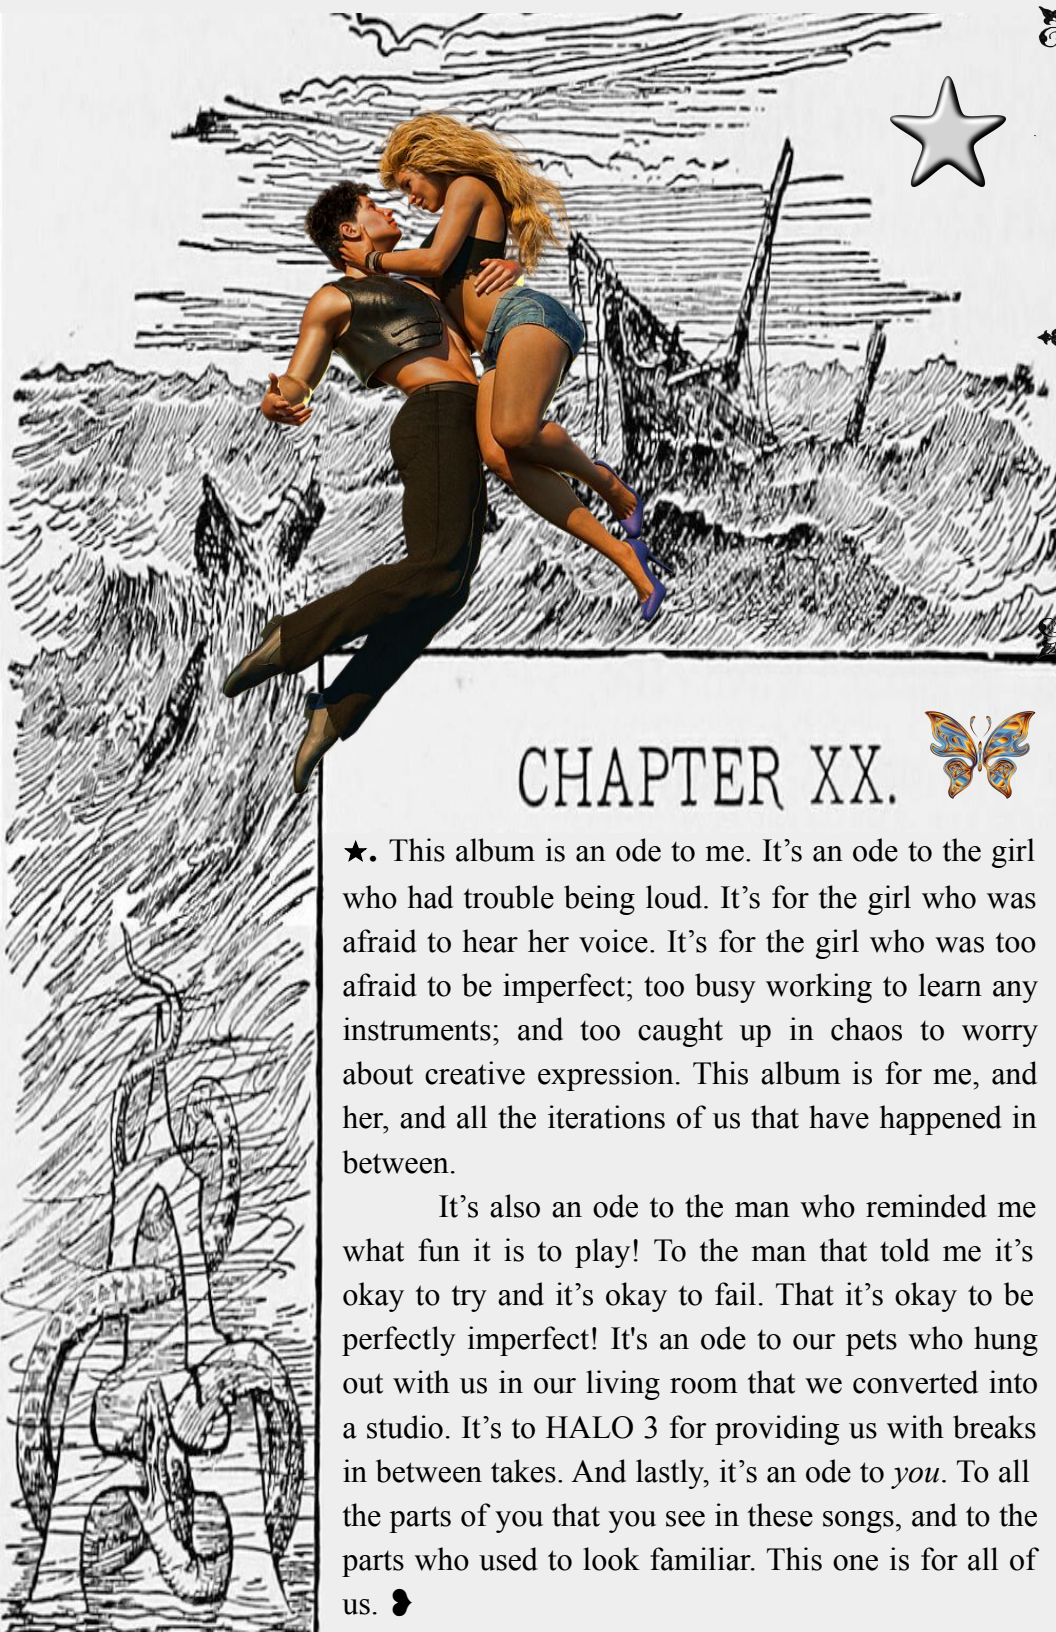 CHAPTER XX.
★. This album is an ode to me. It’s an ode to the girl
who had trouble being loud. It’s for the girl who was
afraid to hear her voice. It’s for the girl who was too
afraid to be imperfect; too busy working to learn any
instruments; and too caught up in chaos to worry
about creative expression. This album is for me, and
her, and all the iterations of us that have happened in
between.
It’s also an ode to the man who reminded me
what fun it is to play! To the man that told me it’s
okay to try and it’s okay to fail. That it’s okay to be
perfectly imperfect! It's an ode to our pets who hung
out with us in our living room that we converted into
a studio. It’s to HALO 3 for providing us with breaks
in between takes. And lastly, it’s an ode to you. To all
the parts of you that you see in these songs, and to the
parts who used to look familiar. This one is for all of
us. ❥